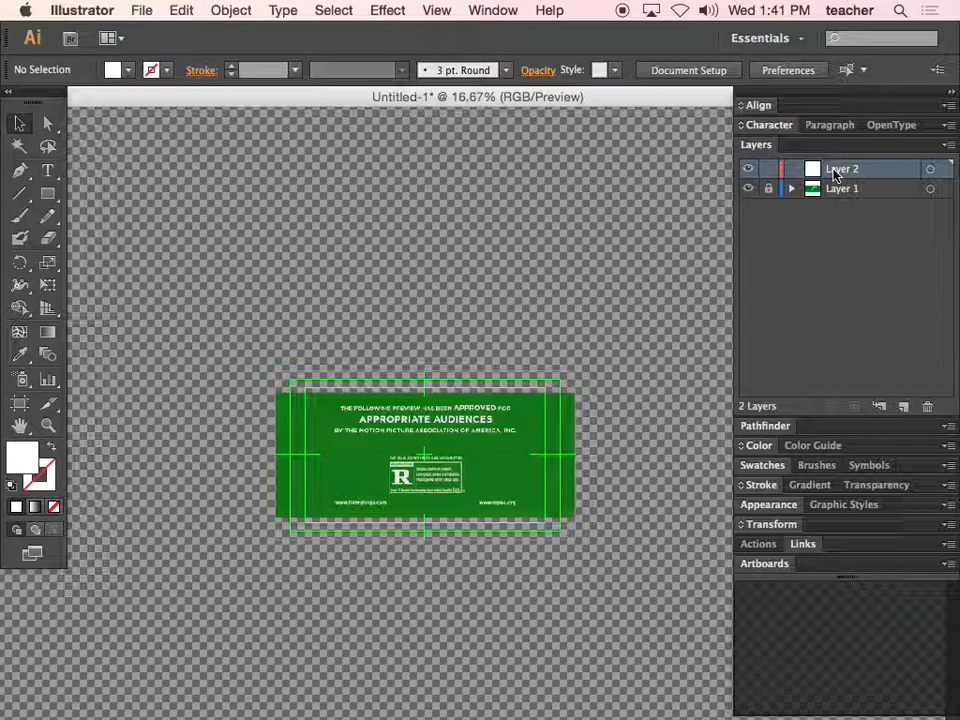 Illustrator File Edit Object Type Select Effect View Window Help Wed 1:41 PM teacher
Ai Br Essentials
No Selection Stroke: 3 pt. Round Opacity Style: Document Setup Preferences
Untitled-1* @ 16.67% (RGB/Preview)
Align
Character Paragraph OpenType
Layers
Layer 2
Layer 1
THE FOLLOWING PREVIEW HAS BEEN APPROVED FOR
APPROPRIATE AUDIENCES
BY THE MOTION PICTURE ASSOCIATION OF AMERICA, INC.
R
2 Layers
Pathfinder
Color Color Guide
Swatches Brushes Symbols
Stroke Gradient Transparency
Appearance Graphic Styles
Transform
Actions Links
Artboards